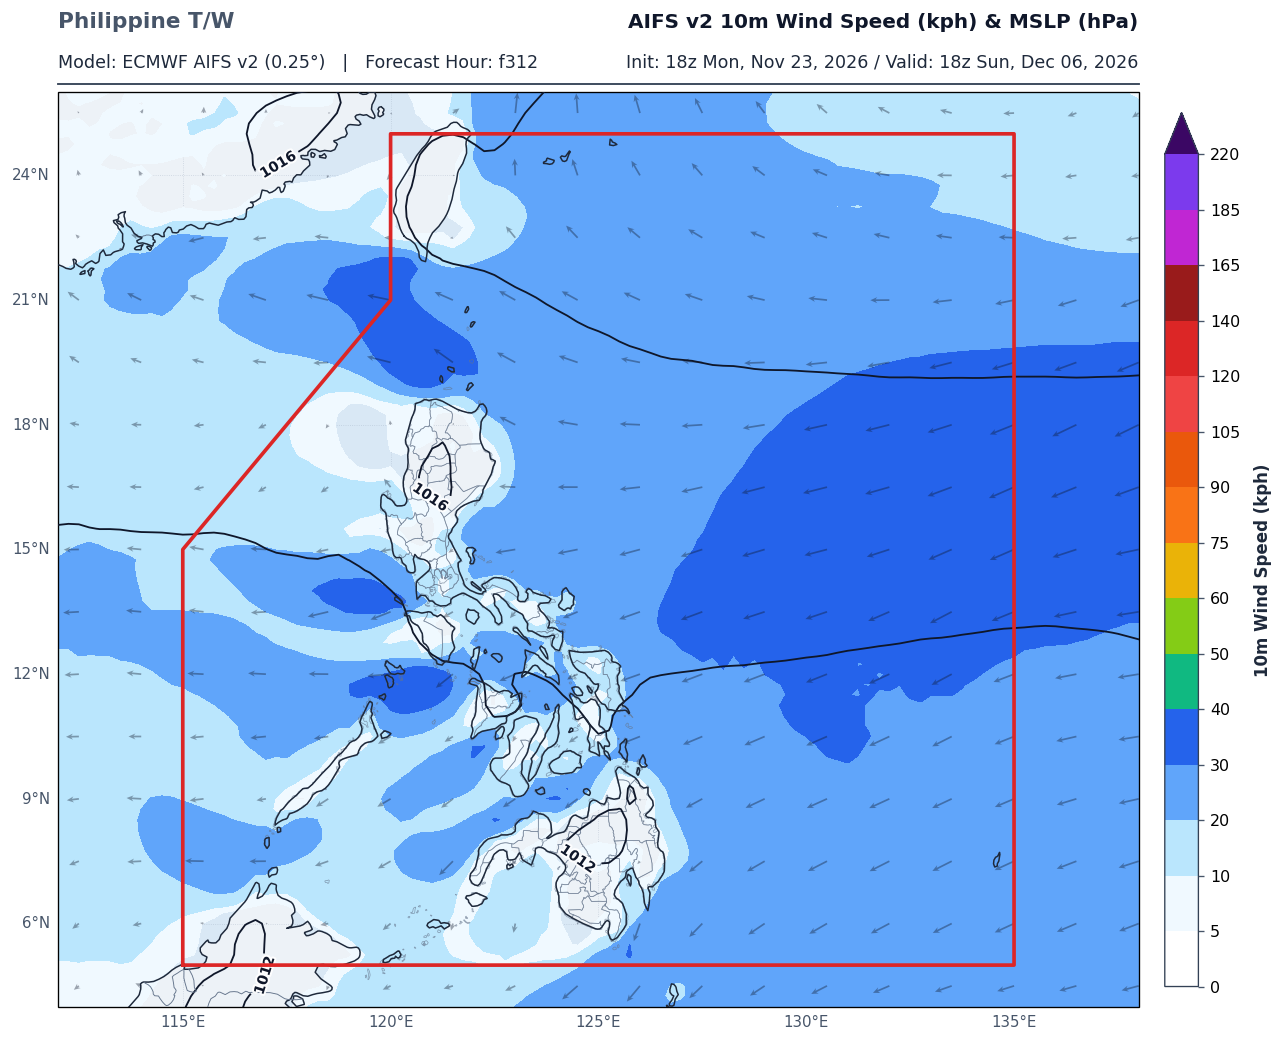 Philippine T/W
AIFS v2 10m Wind Speed (kph) & MSLP (hPa)
Model: ECMWF AIFS v2 (0.25°) | Forecast Hour: f312
Init: 18z Mon, Nov 23, 2026 / Valid: 18z Sun, Dec 06, 2026
24°N
21°N
18°N
15°N
12°N
9°N
6°N
115°E
120°E
125°E
130°E
135°E
1016
1016
1012
1012
220
185
165
140
120
105
90
75
60
50
40
30
20
10
5
0
10m Wind Speed (kph)